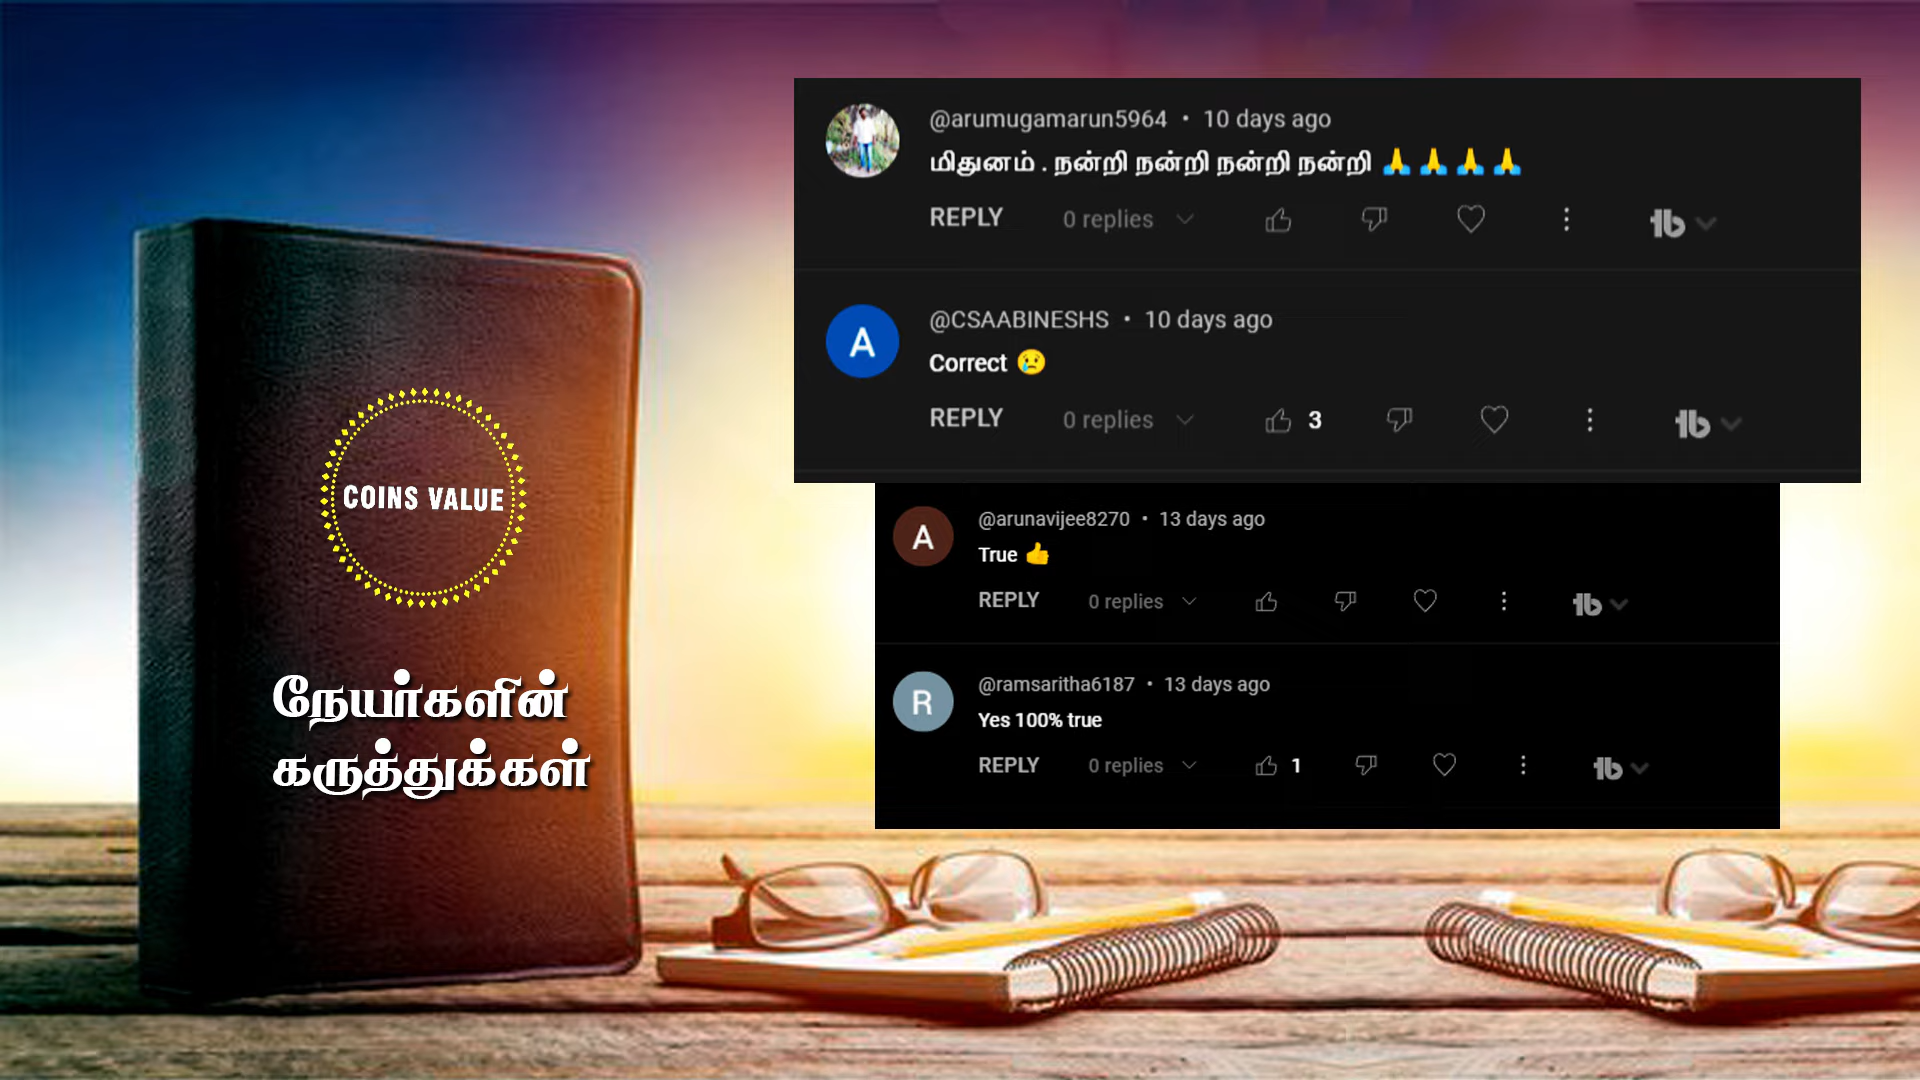 COINS VALUE
நேயர்களின்
கருத்துக்கள்
@arumugamarun5964 • 10 days ago
மிதுனம் . நன்றி நன்றி நன்றி நன்றி 🙏🙏🙏🙏
REPLY 0 replies
@CSAABINESHS • 10 days ago
Correct 😢
REPLY 0 replies 3
A
@arunavijee8270 • 13 days ago
True 👍
REPLY 0 replies
A
@ramsaritha6187 • 13 days ago
Yes 100% true
REPLY 0 replies 1
R